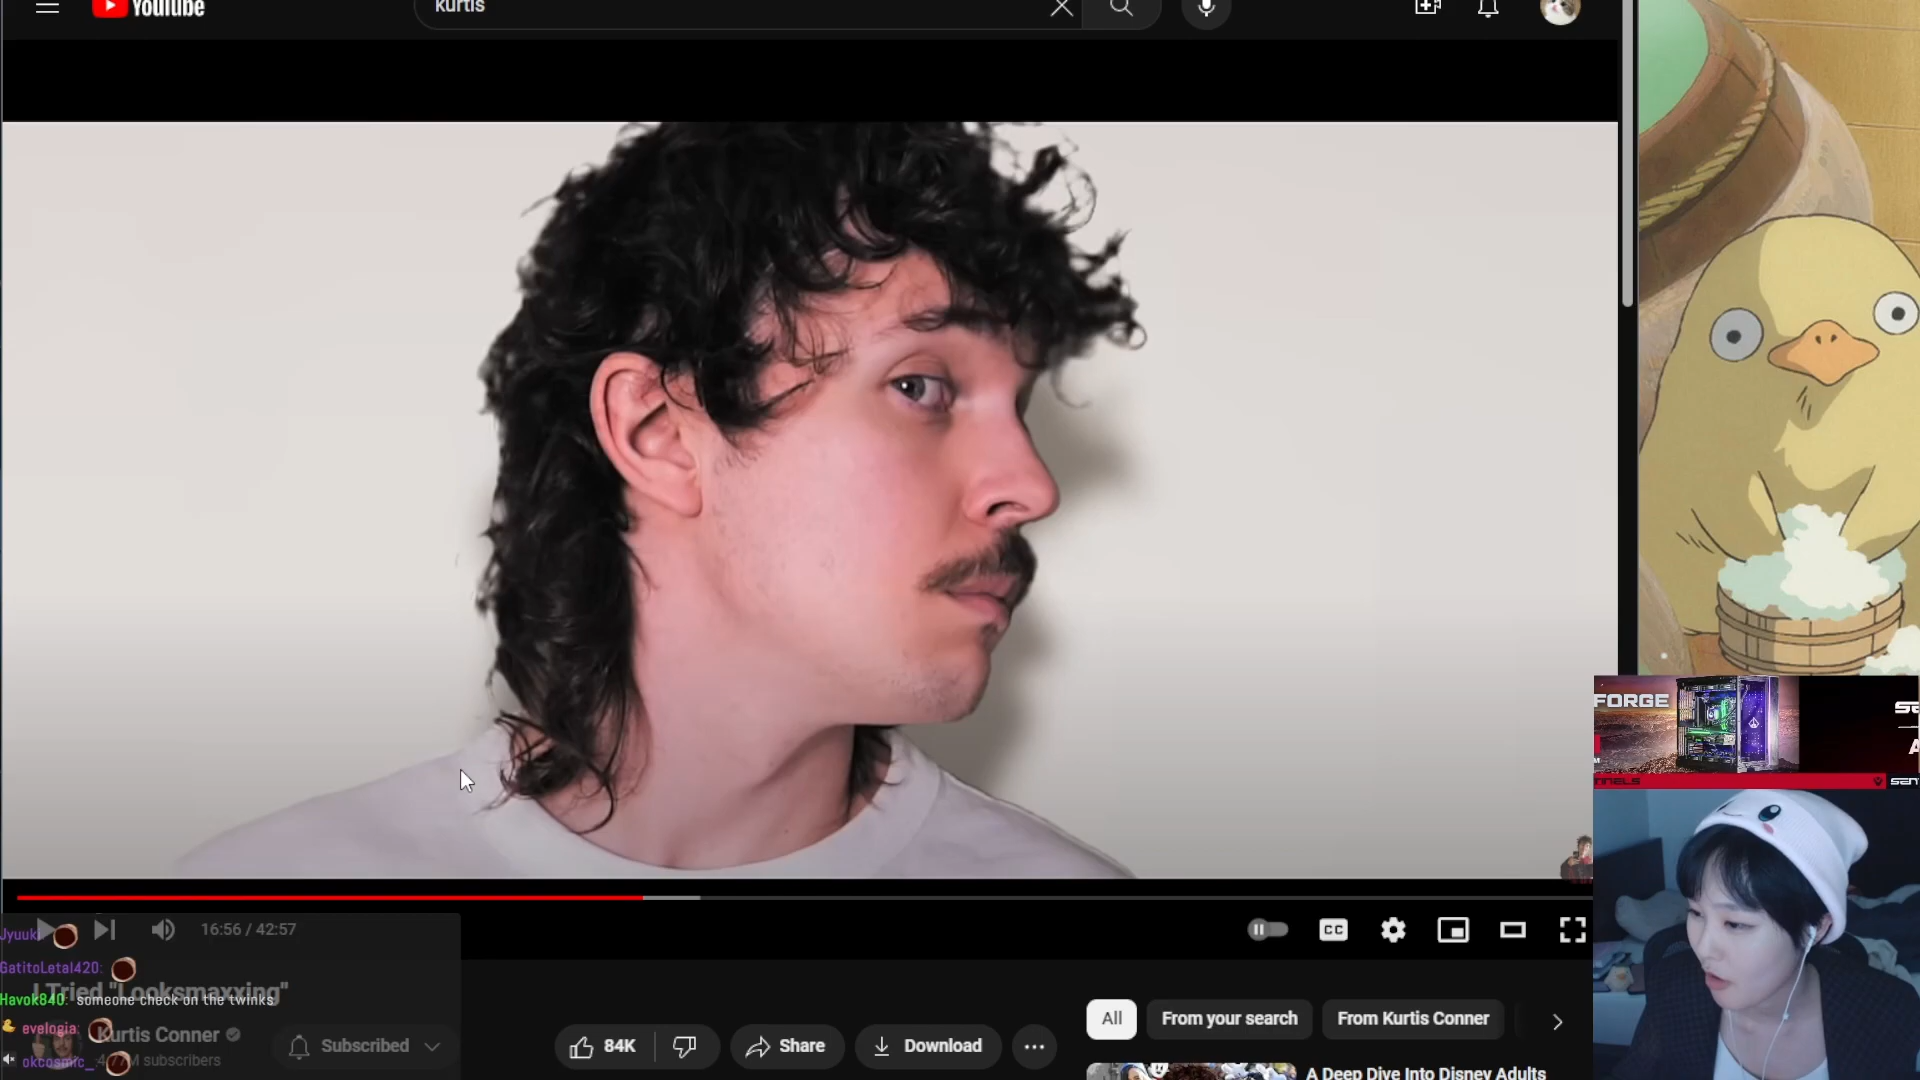 YouTube
kurtis
FORGE
16:56 / 42:57
Jyuuki:
GatitoLetal420:
I Tried "Looksmaxxing"
Havok840: someone check on the twinks
evelogia:
Kurtis Conner
okcosmic_:
subscribers
Subscribed
84K
Share
Download
All
From your search
From Kurtis Conner
A Deep Dive Into Disney Adults